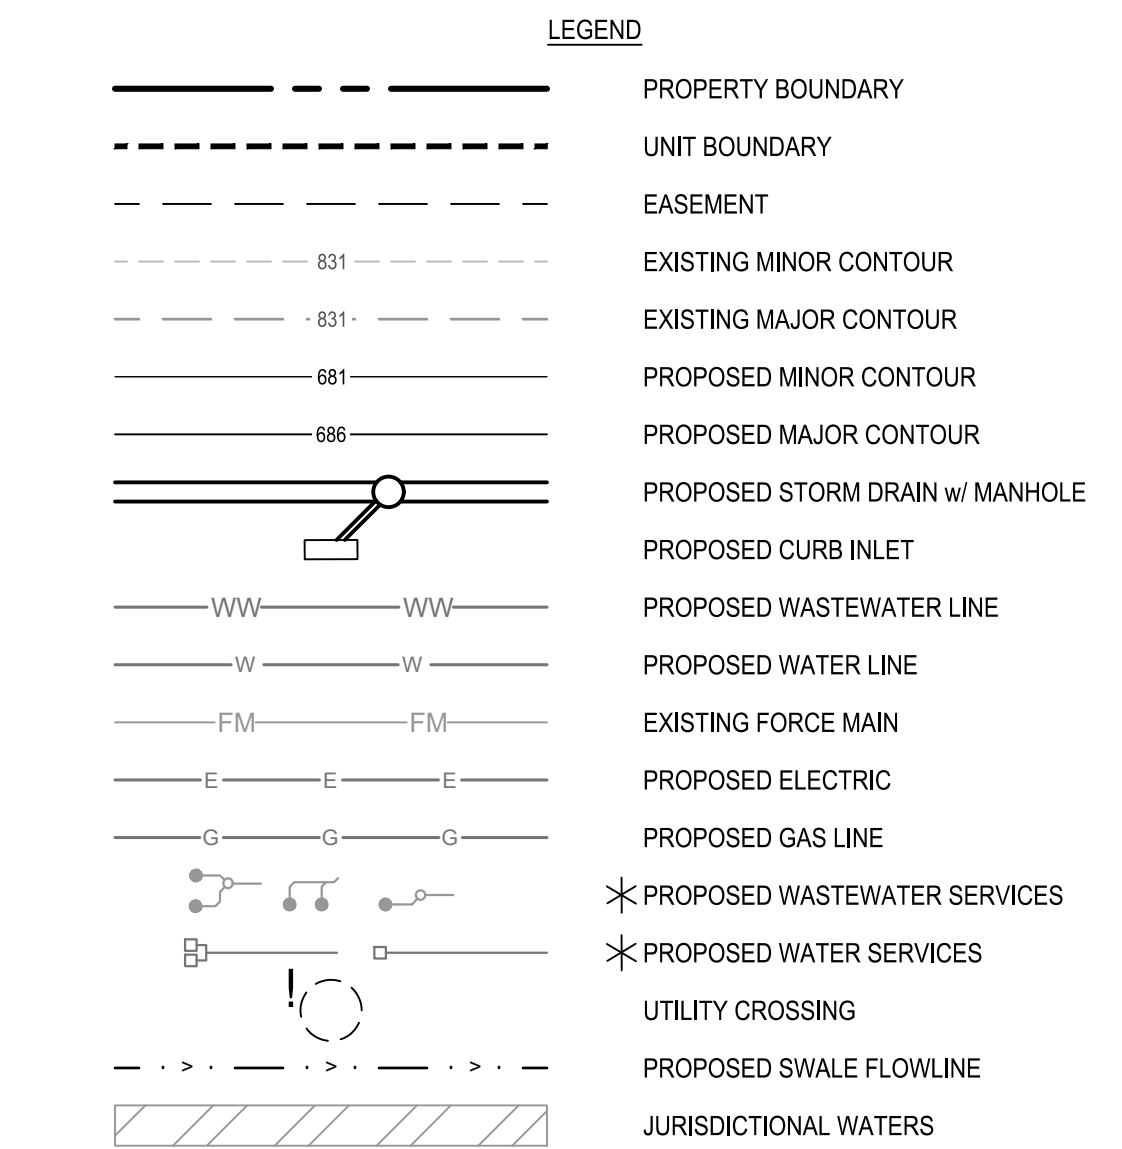 LEGEND
PROPERTY BOUNDARY
UNIT BOUNDARY
EASEMENT
831 EXISTING MINOR CONTOUR
831 EXISTING MAJOR CONTOUR
681 PROPOSED MINOR CONTOUR
686 PROPOSED MAJOR CONTOUR
PROPOSED STORM DRAIN w/ MANHOLE
PROPOSED CURB INLET
WW WW PROPOSED WASTEWATER LINE
W W PROPOSED WATER LINE
FM FM EXISTING FORCE MAIN
E E E PROPOSED ELECTRIC
G G G PROPOSED GAS LINE
* PROPOSED WASTEWATER SERVICES
* PROPOSED WATER SERVICES
! UTILITY CROSSING
> > > PROPOSED SWALE FLOWLINE
JURISDICTIONAL WATERS